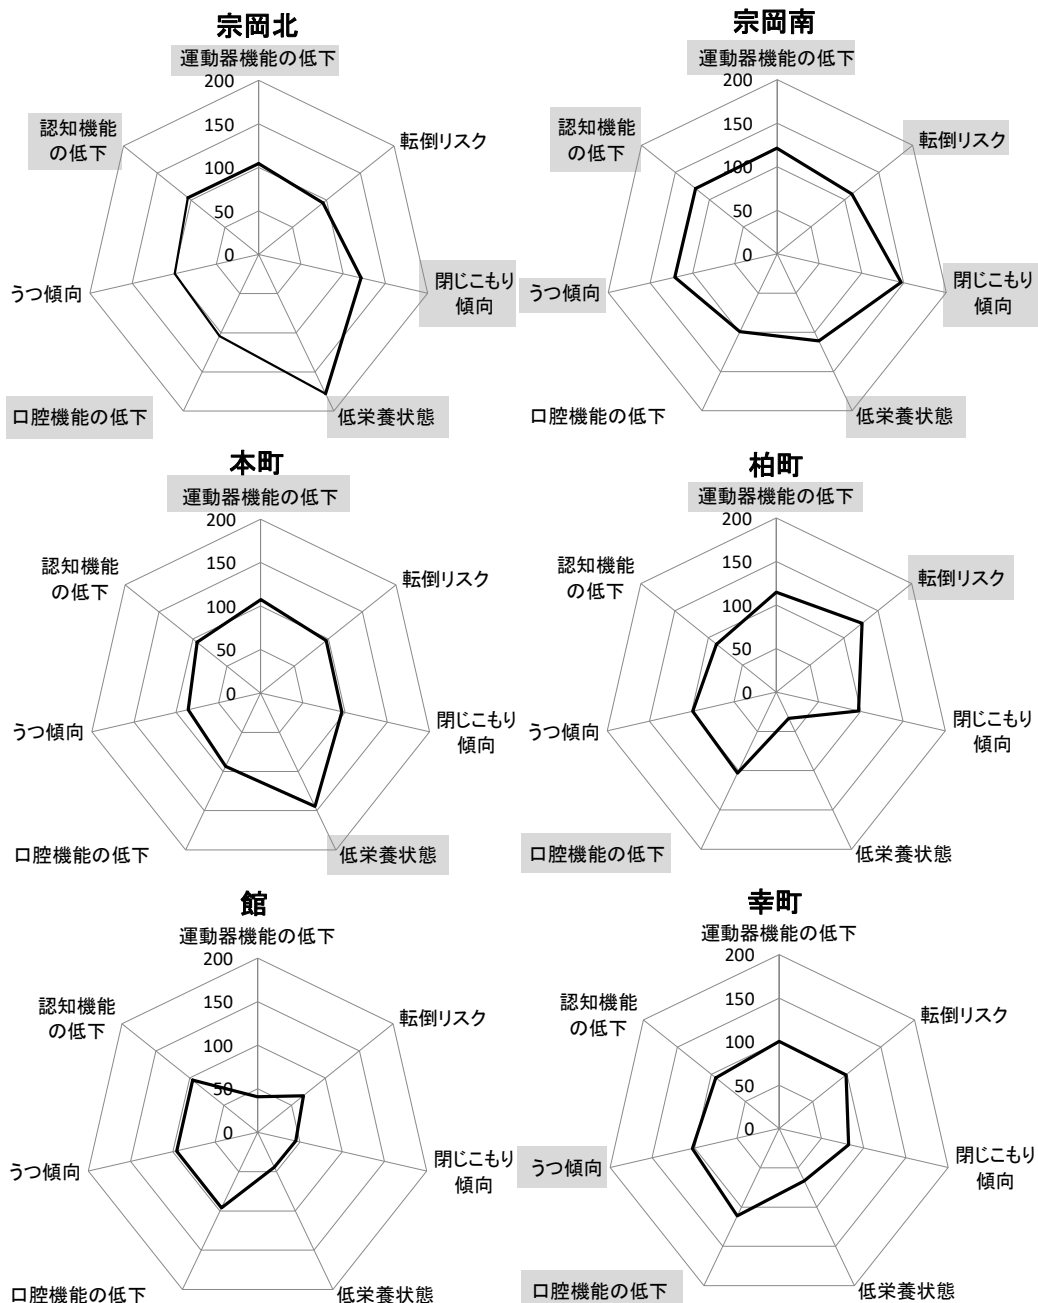 宗岡北
運動器機能の低下
200
150
100
50
0
転倒リスク
閉じこもり
傾向
低栄養状態
口腔機能の低下
うつ傾向
認知機能
の低下
宗岡南
運動器機能の低下
200
150
100
50
0
転倒リスク
閉じこもり
傾向
低栄養状態
口腔機能の低下
うつ傾向
認知機能
の低下
本町
運動器機能の低下
200
150
100
50
0
転倒リスク
閉じこもり
傾向
低栄養状態
口腔機能の低下
うつ傾向
認知機能
の低下
柏町
運動器機能の低下
200
150
100
50
0
転倒リスク
閉じこもり
傾向
低栄養状態
口腔機能の低下
うつ傾向
認知機能
の低下
館
運動器機能の低下
200
150
100
50
0
転倒リスク
閉じこもり
傾向
低栄養状態
口腔機能の低下
うつ傾向
認知機能
の低下
幸町
運動器機能の低下
200
150
100
50
0
転倒リスク
閉じこもり
傾向
低栄養状態
口腔機能の低下
うつ傾向
認知機能
の低下